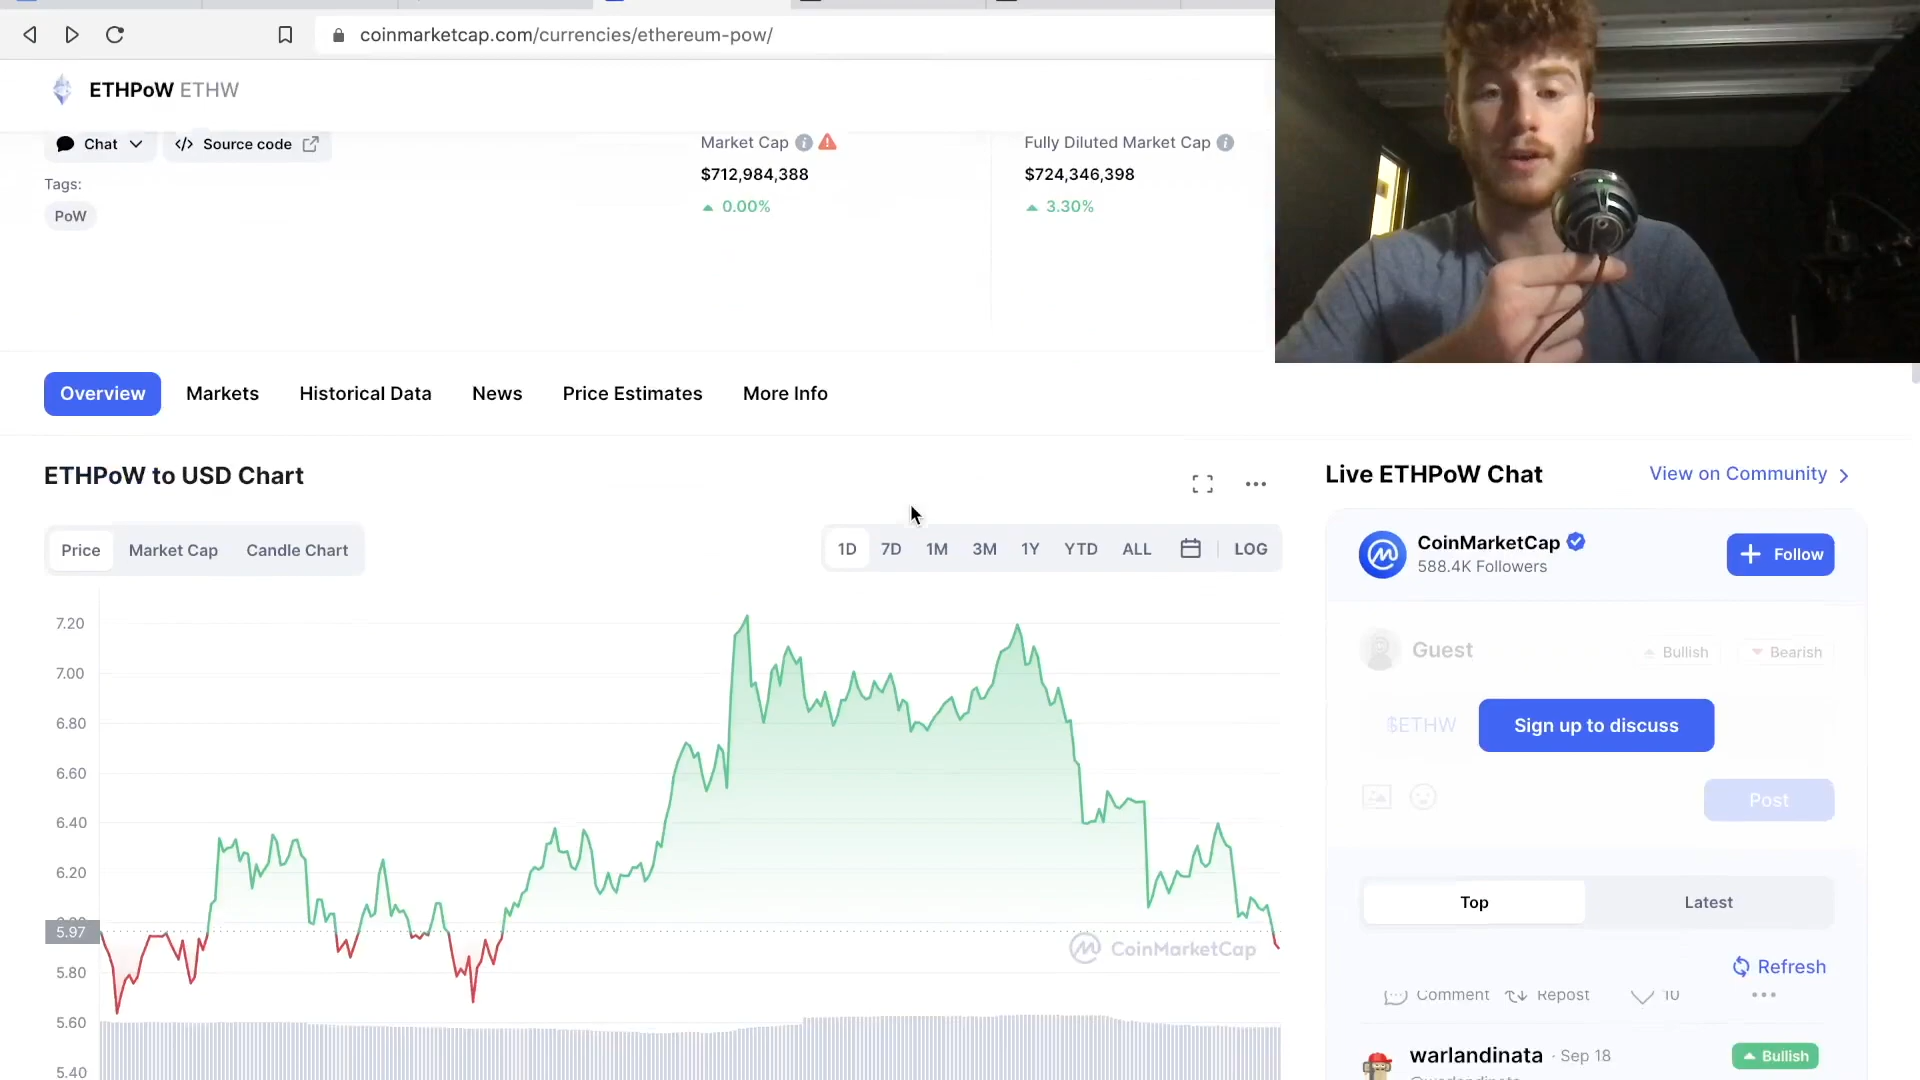 coinmarketcap.com/currencies/ethereum-pow/
ETHPoW ETHW
Chat
Source code
Tags:
PoW
Market Cap
$712,984,388
0.00%
Fully Diluted Market Cap
$724,346,398
3.30%
Overview
Markets
Historical Data
News
Price Estimates
More Info
ETHPoW to USD Chart
Price
Market Cap
Candle Chart
1D
7D
1M
3M
1Y
YTD
ALL
LOG
7.20
7.00
6.80
6.60
6.40
6.20
5.97
5.80
5.60
5.40
CoinMarketCap
Live ETHPoW Chat
View on Community
CoinMarketCap
588.4K Followers
Follow
Guest
Bullish
Bearish
$ETHW
Sign up to discuss
Post
Top
Latest
Refresh
Comment
Repost
10
warlandinata · Sep 18
Bullish